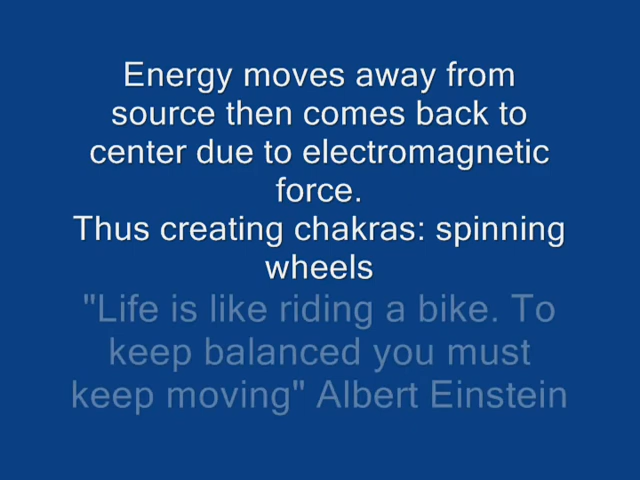 Energy moves away from
source then comes back to
center due to electromagnetic
force.
Thus creating chakras: spinning
wheels
"Life is like riding a bike. To
keep balanced you must
keep moving" Albert Einstein